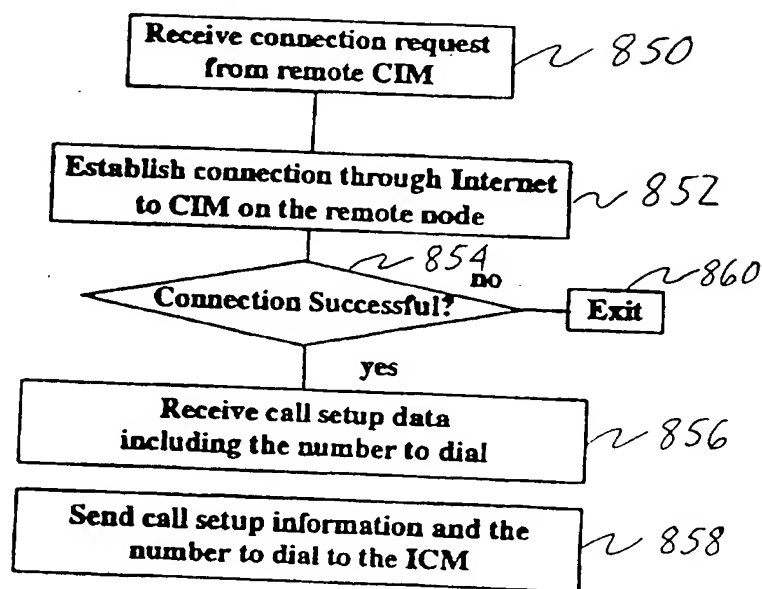 Receive connection request
from remote CIM
850
Establish connection through Internet
to CIM on the remote node
852
854
no
860
Connection Successful?
Exit
yes
Receive call setup data
including the number to dial
856
Send call setup information and the
number to dial to the ICM
858